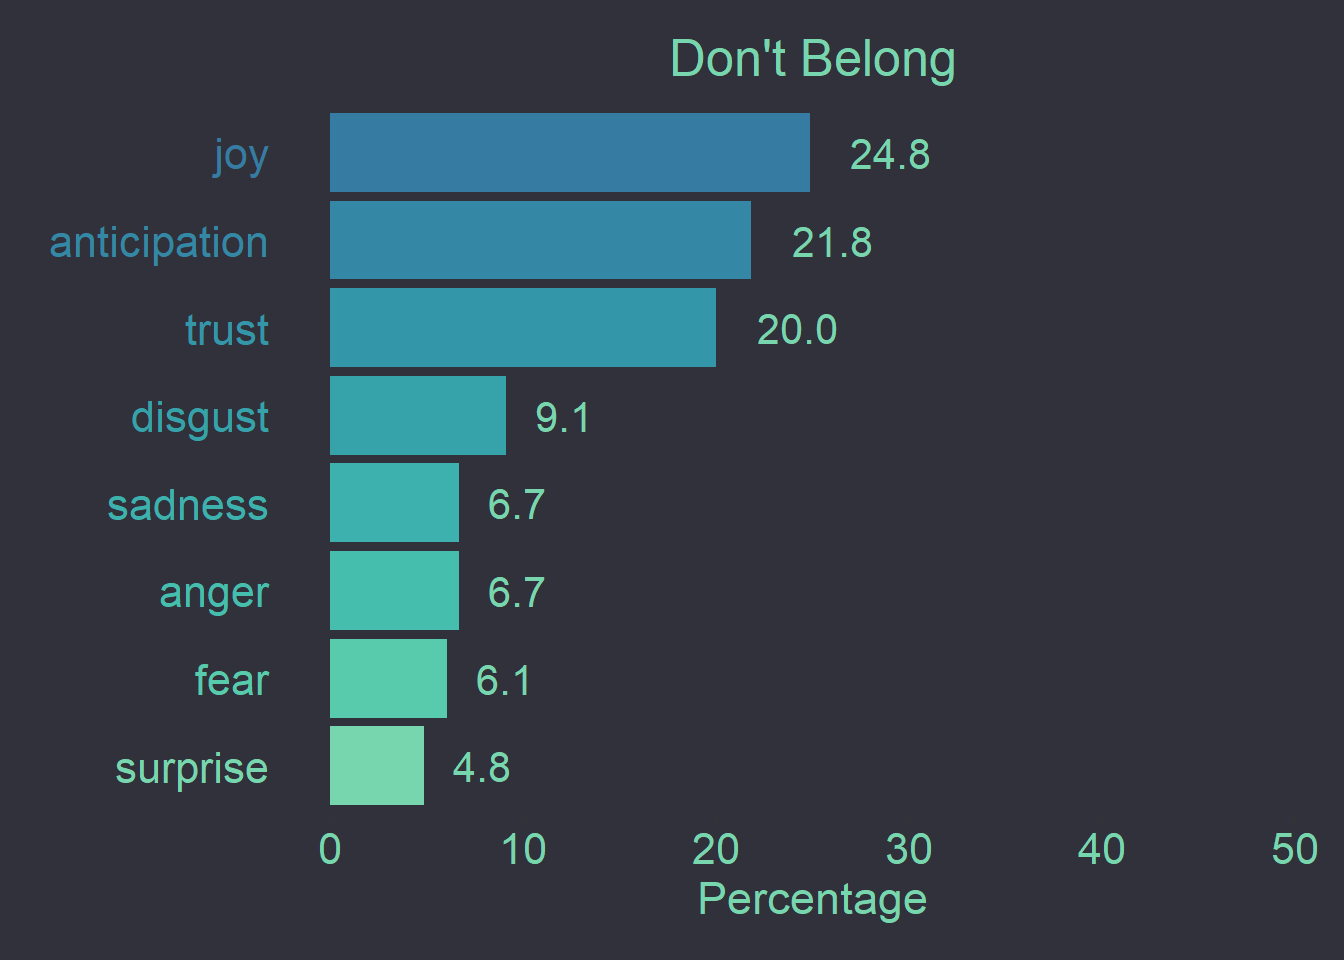 Don't Belong
joy 24.8
anticipation 21.8
trust 20.0
disgust 9.1
sadness 6.7
anger 6.7
fear 6.1
surprise 4.8
0 10 20 30 40 50
Percentage